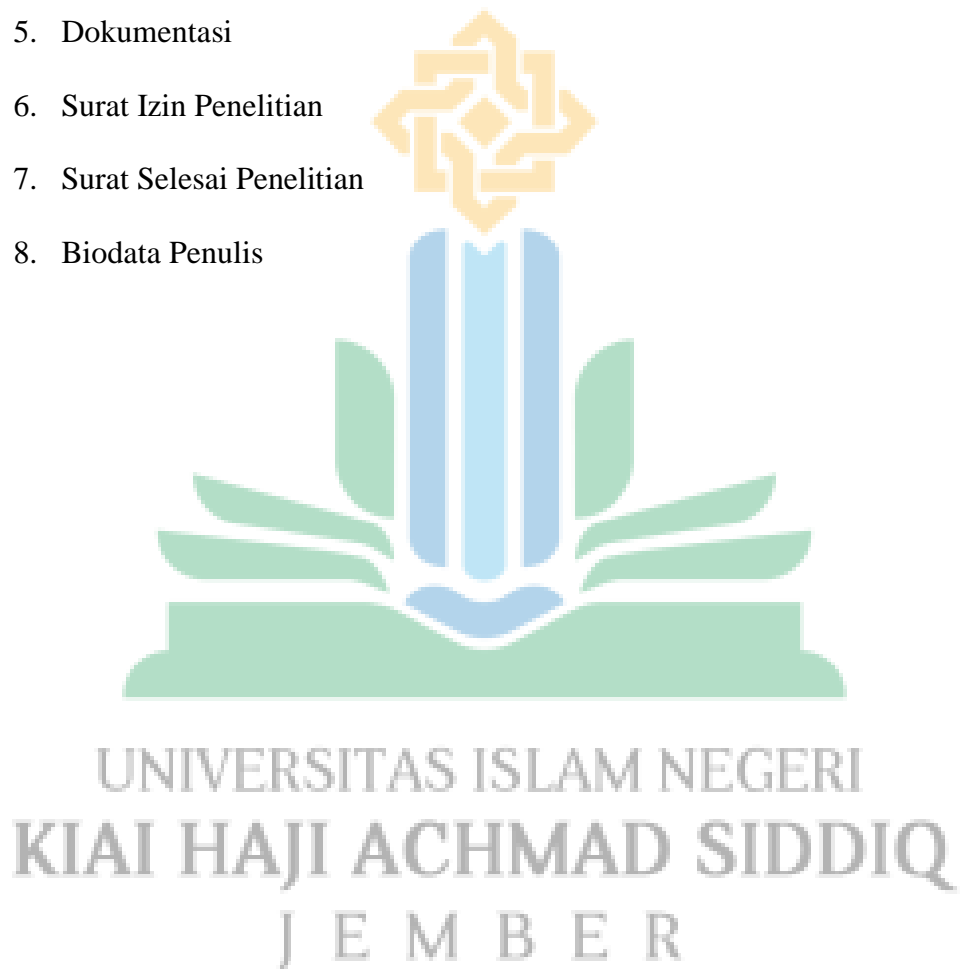 5. Dokumentasi
6. Surat Izin Penelitian
7. Surat Selesai Penelitian
8. Biodata Penulis
UNIVERSITAS ISLAM NEGERI
KIAI HAJI ACHMAD SIDDIQ
JEMBER